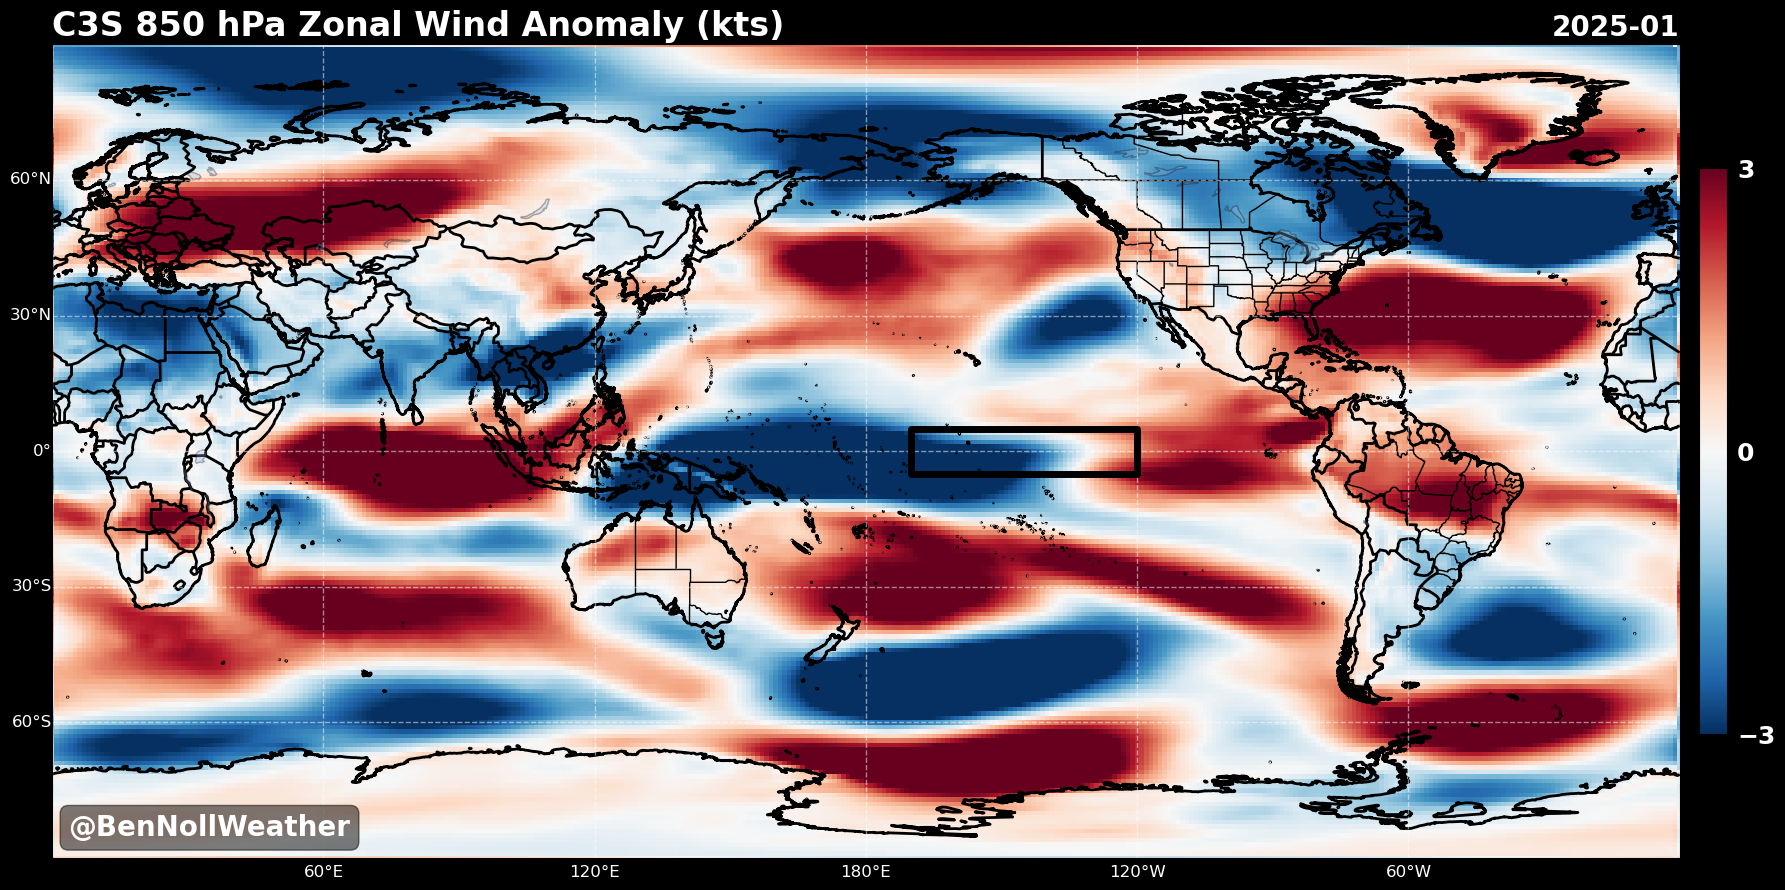 C3S 850 hPa Zonal Wind Anomaly (kts)
2025-01
60°N
30°N
0°
30°S
60°S
60°E
120°E
180°E
120°W
60°W
3
0
−3
@BenNollWeather